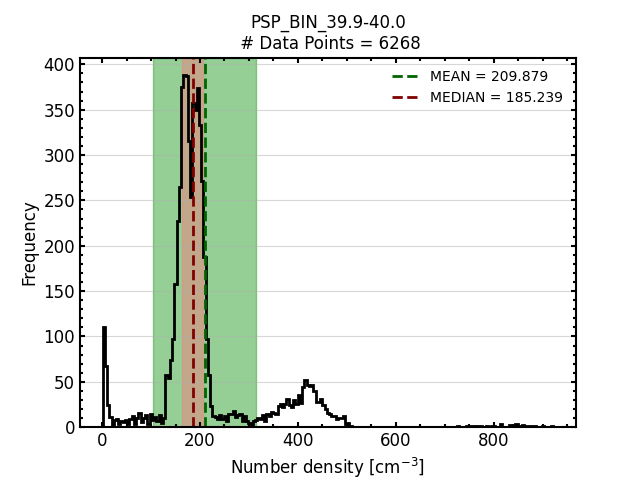 PSP_BIN_39.9-40.0
# Data Points = 6268
MEAN = 209.879
MEDIAN = 185.239
400
350
300
250
200
150
100
50
0
Frequency
0 200 400 600 800
Number density [cm⁻³]